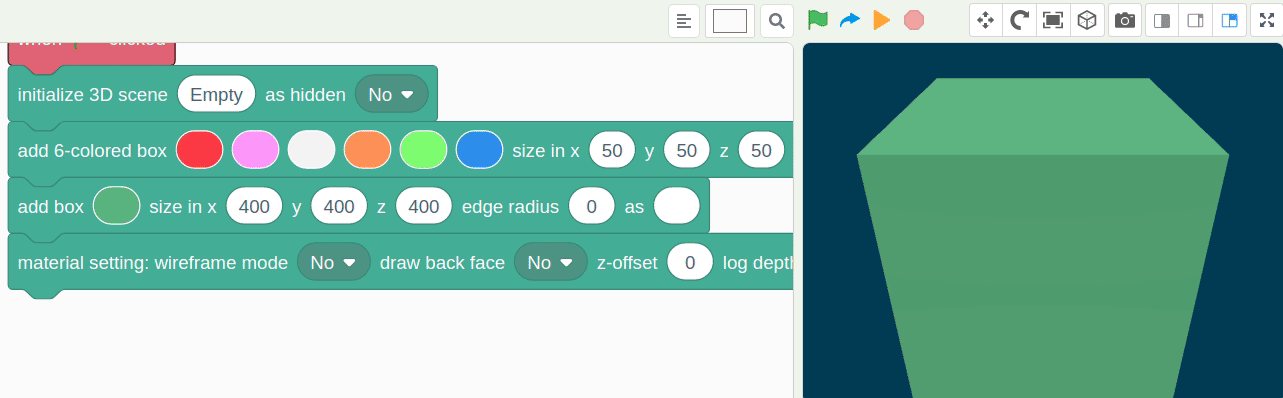 when clicked
initialize 3D scene Empty as hidden No
add 6-colored box size in x 50 y 50 z 50
add box size in x 400 y 400 z 400 edge radius 0 as
material setting: wireframe mode No draw back face No z-offset 0 log depth